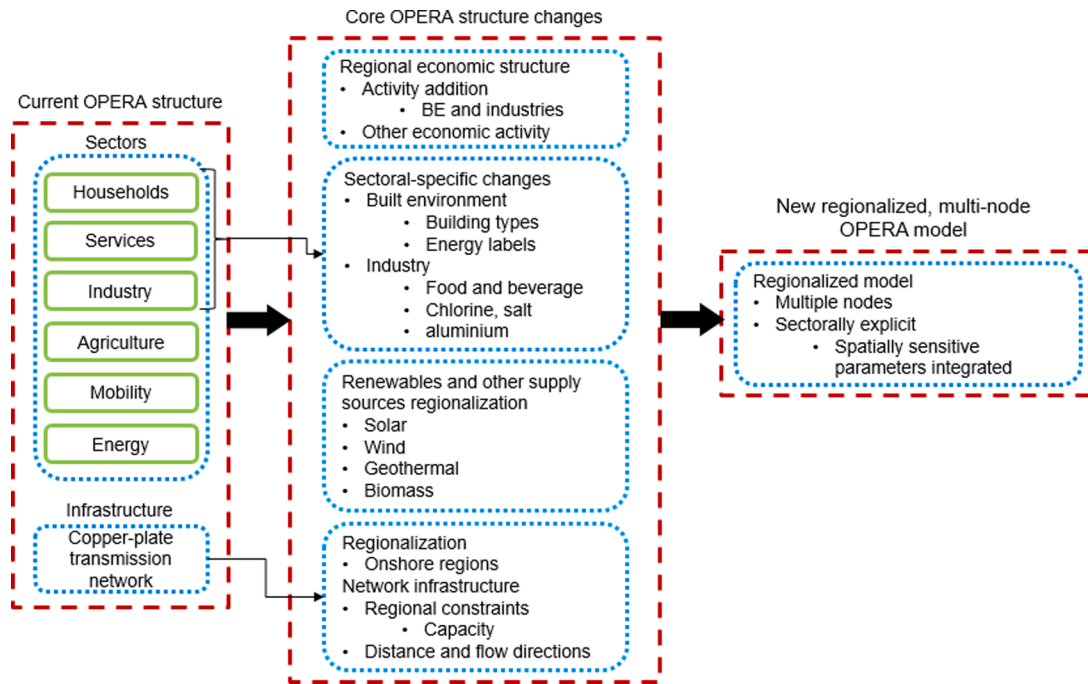 Current OPERA structure
Sectors
Households
Services
Industry
Agriculture
Mobility
Energy
Infrastructure
Copper-plate
transmission
network
Core OPERA structure changes
Regional economic structure
• Activity addition
• BE and industries
• Other economic activity
Sectoral-specific changes
• Built environment
• Building types
• Energy labels
• Industry
• Food and beverage
• Chlorine, salt
• aluminium
Renewables and other supply
sources regionalization
• Solar
• Wind
• Geothermal
• Biomass
Regionalization
• Onshore regions
Network infrastructure
• Regional constraints
• Capacity
• Distance and flow directions
New regionalized, multi-node
OPERA model
Regionalized model
• Multiple nodes
• Sectorally explicit
• Spatially sensitive
parameters integrated